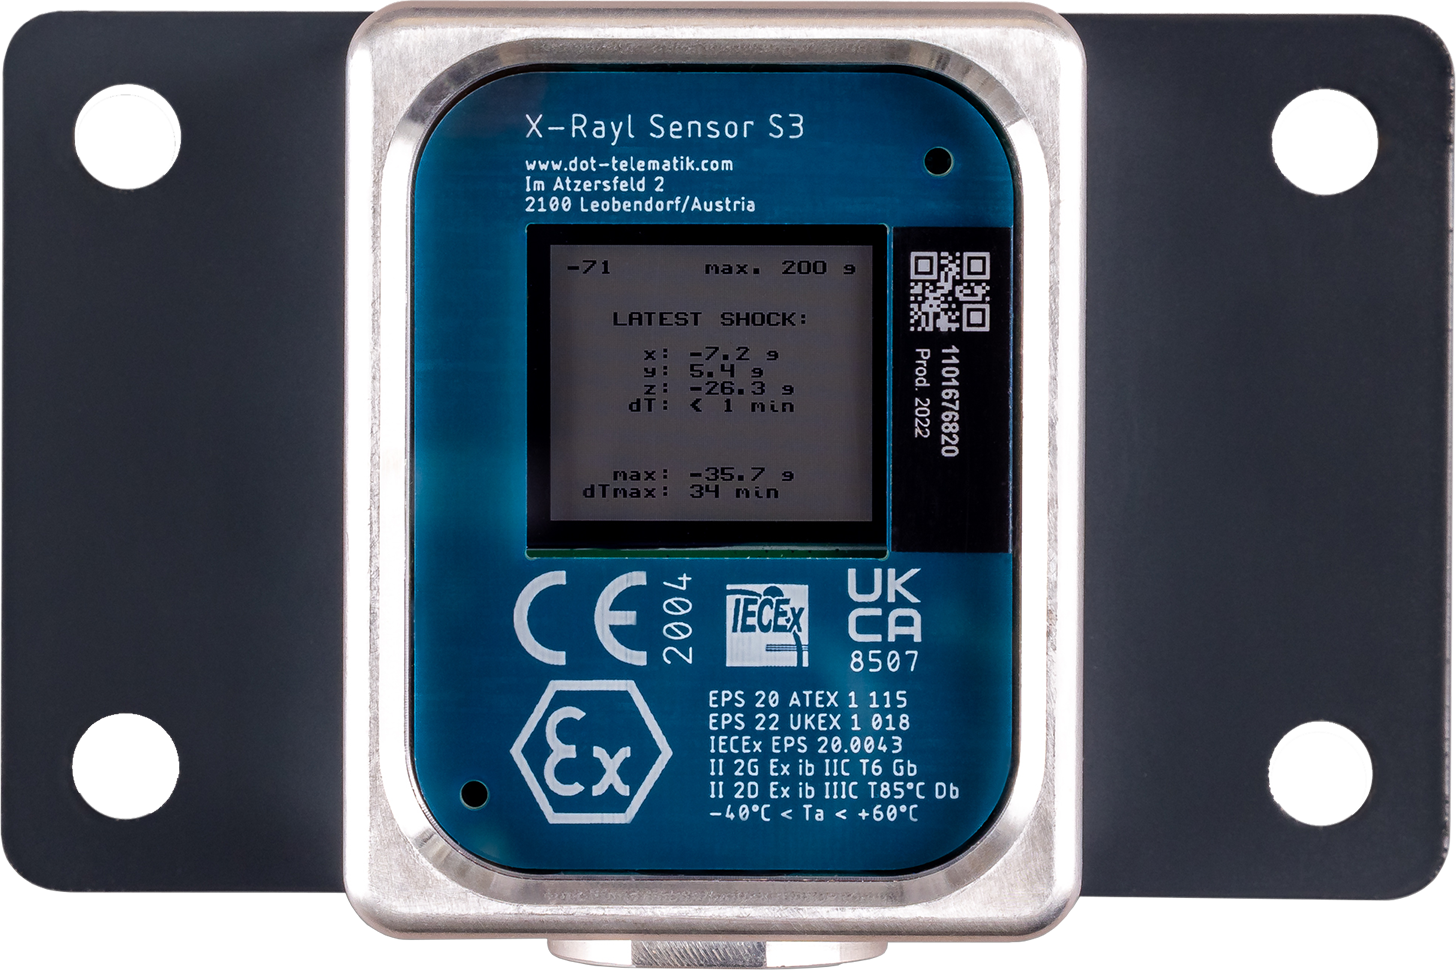 X-Rayl Sensor S3
www.dot-telematik.com
Im Atzersfeld 2
2100 Leobendorf/Austria
-71 max. 200 g
LATEST SHOCK:
x: -7.2 g
y: 5.4 g
z: -26.3 g
dT: < 1 min
max: -35.7 g
dTmax: 34 min
1101676820
Prod. 2022
CE 2004
IECEx
UK
CA
8507
Ex
EPS 20 ATEX 1 115
EPS 22 UKEX 1 018
IECEx EPS 20.0043
II 2G Ex ib IIC T6 Gb
II 2D Ex ib IIIC T85°C Db
-40°C < Ta < +60°C